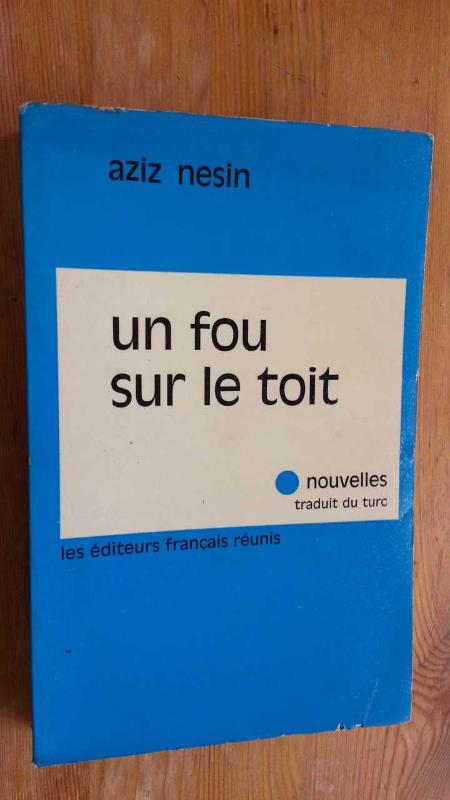 aziz nesin
un fou
sur le toit
nouvelles
traduit du turc
les éditeurs français réunis